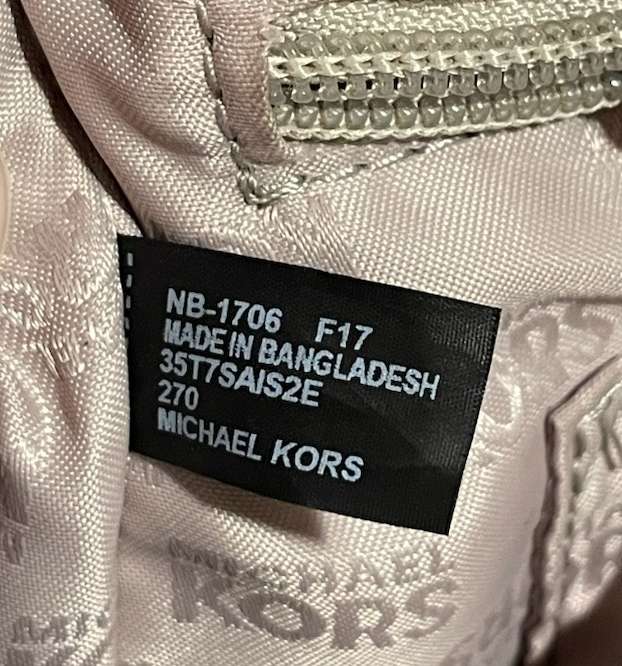 NB-1706 F17
MADE IN BANGLADESH
35T7SAIS2E
270
MICHAEL KORS
MICHAEL
KORS